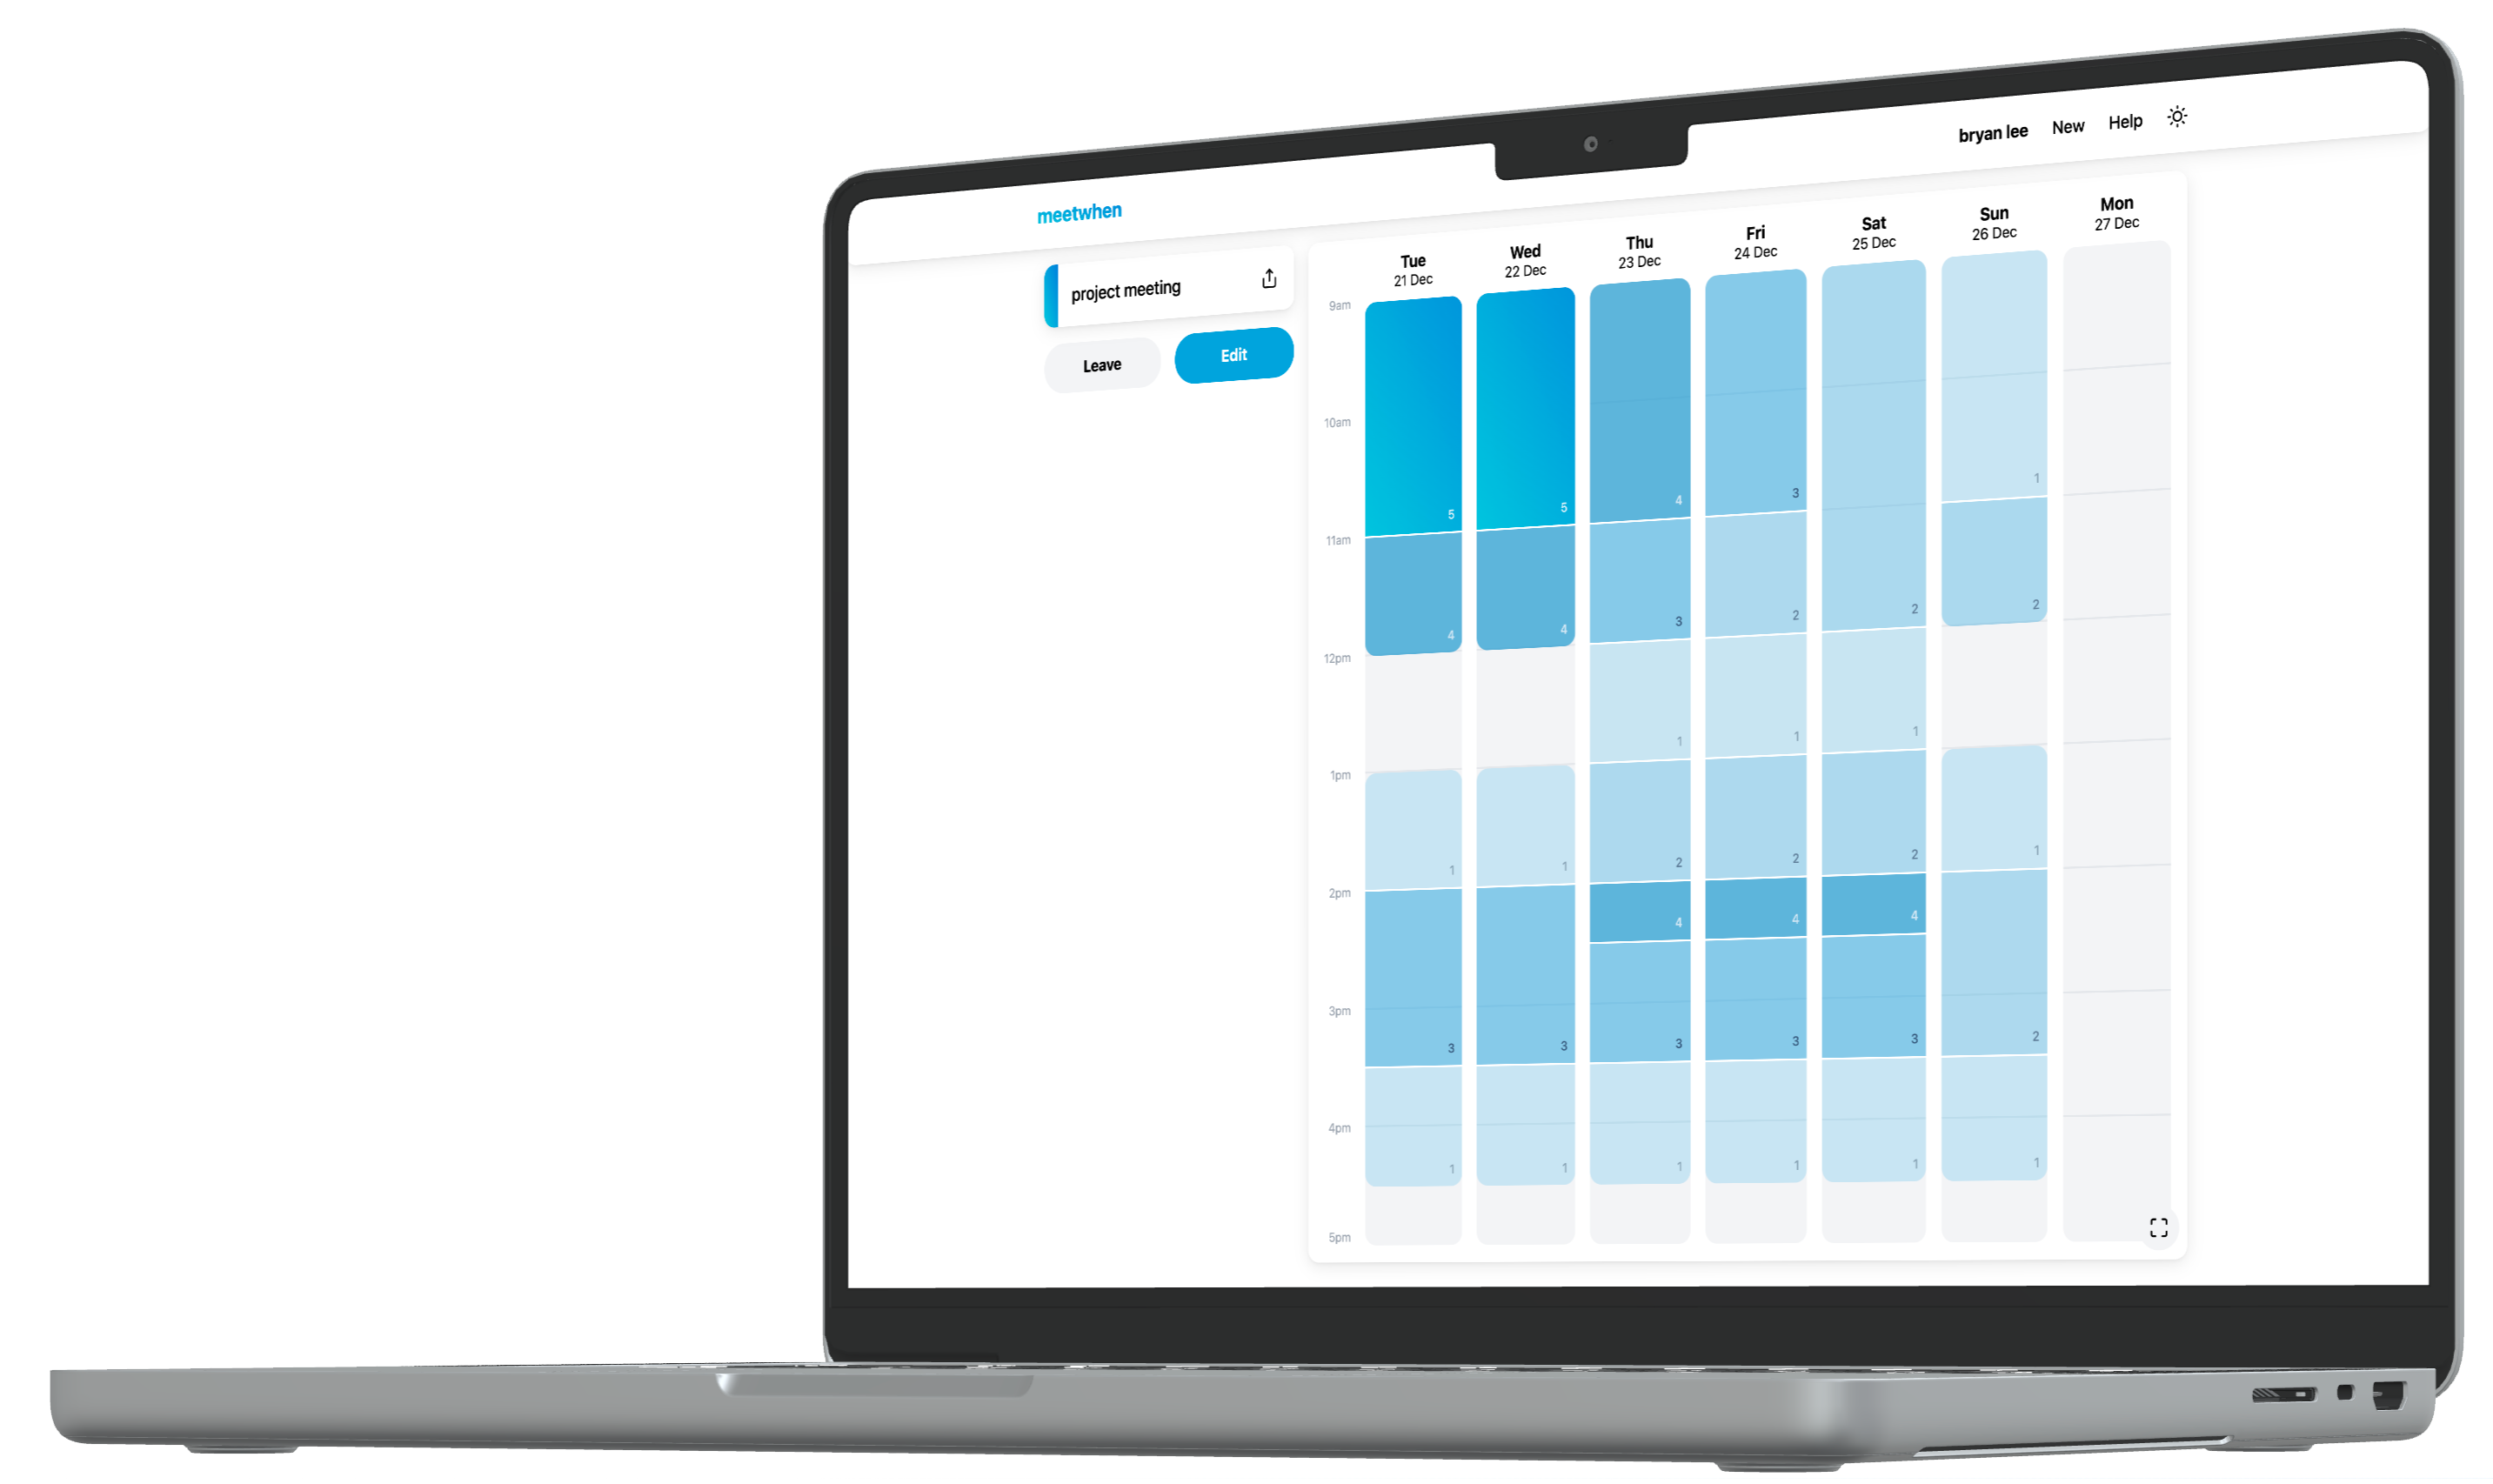 bryan lee New Help
meetwhen
project meeting
Leave Edit
Tue Wed Thu Fri Sat Sun Mon
21 Dec 22 Dec 23 Dec 24 Dec 25 Dec 26 Dec 27 Dec
9am
10am
1
5 5 4 3
11am
4 4 3 2 2 2
12pm
1 1 1
1pm
1 1 2 2 2 1
2pm
4 4 4
3pm
3 3 3 3 3 2
4pm
1 1 1 1 1 1
5pm